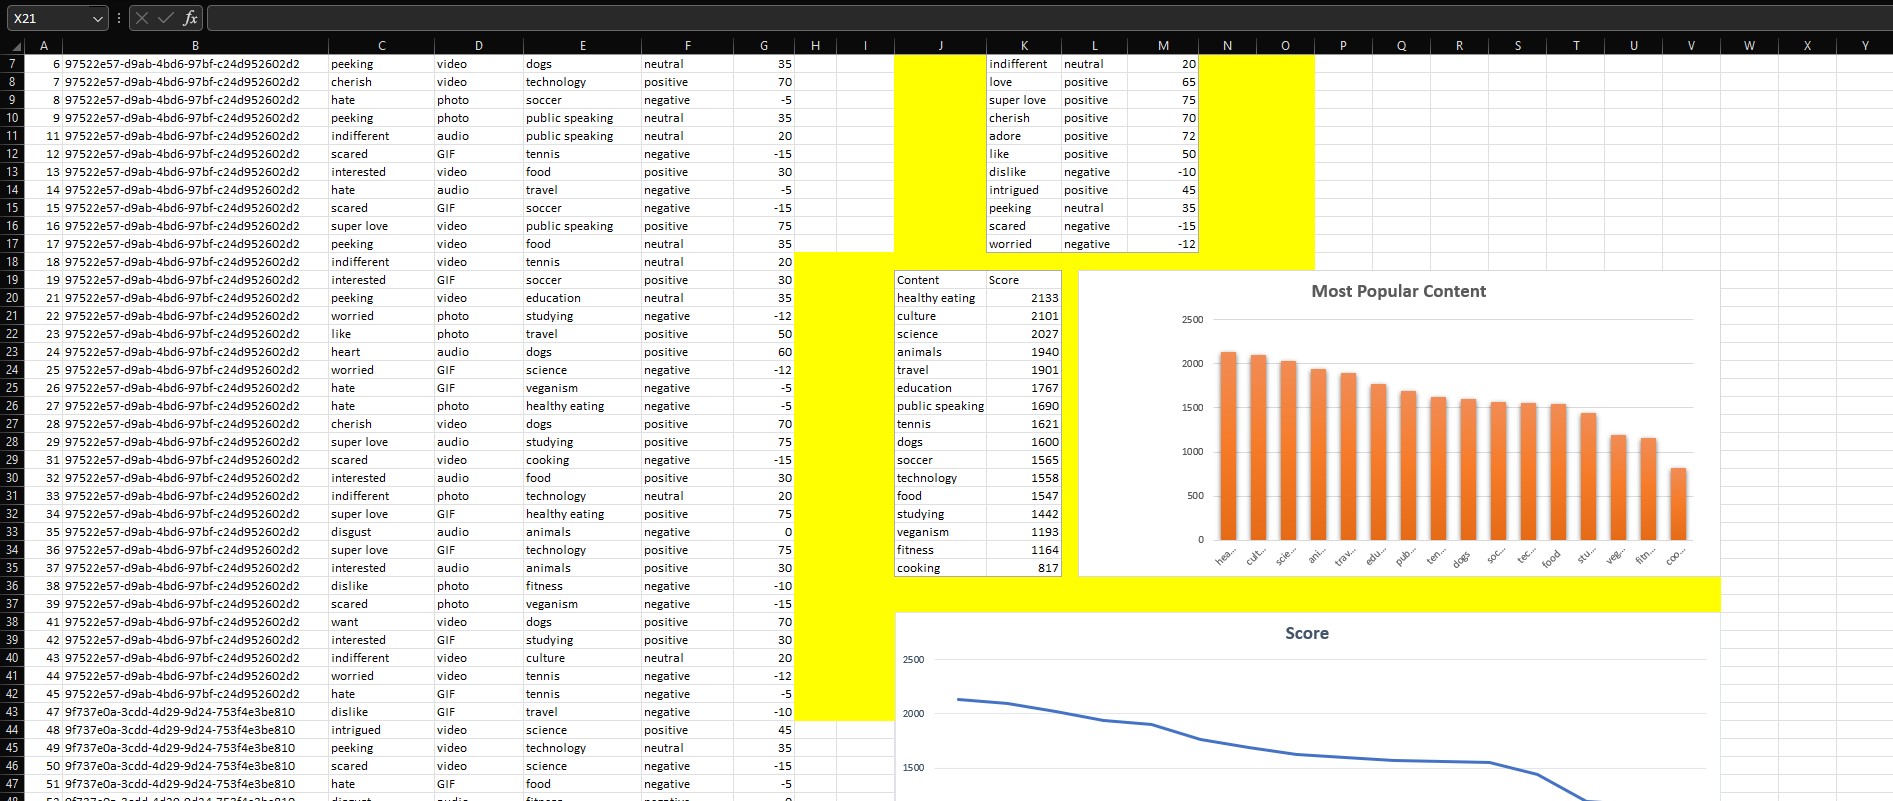 X21 fx
A B C D E F G H I J K L M N O P Q R S T U V W X Y
7 6 97522e57-d9ab-4bd6-97bf-c24d952602d2 peeking video dogs neutral 35 indifferent neutral 20
8 7 97522e57-d9ab-4bd6-97bf-c24d952602d2 cherish video technology positive 70 love positive 65
9 8 97522e57-d9ab-4bd6-97bf-c24d952602d2 hate photo soccer negative -5 super love positive 75
10 9 97522e57-d9ab-4bd6-97bf-c24d952602d2 peeking photo public speaking neutral 35 cherish positive 70
11 11 97522e57-d9ab-4bd6-97bf-c24d952602d2 indifferent audio public speaking neutral 20 adore positive 72
12 12 97522e57-d9ab-4bd6-97bf-c24d952602d2 scared GIF tennis negative -15 like positive 50
13 13 97522e57-d9ab-4bd6-97bf-c24d952602d2 interested video food positive 30 dislike negative -10
14 14 97522e57-d9ab-4bd6-97bf-c24d952602d2 hate audio travel negative -5 intrigued positive 45
15 15 97522e57-d9ab-4bd6-97bf-c24d952602d2 scared GIF soccer negative -15 peeking neutral 35
16 16 97522e57-d9ab-4bd6-97bf-c24d952602d2 super love video public speaking positive 75 scared negative -15
17 17 97522e57-d9ab-4bd6-97bf-c24d952602d2 peeking video food neutral 35 worried negative -12
18 18 97522e57-d9ab-4bd6-97bf-c24d952602d2 indifferent video tennis neutral 20
19 19 97522e57-d9ab-4bd6-97bf-c24d952602d2 interested GIF soccer positive 30 Content Score
20 21 97522e57-d9ab-4bd6-97bf-c24d952602d2 peeking video education neutral 35 healthy eating 2133
21 22 97522e57-d9ab-4bd6-97bf-c24d952602d2 worried photo studying negative -12 culture 2101
22 23 97522e57-d9ab-4bd6-97bf-c24d952602d2 like photo travel positive 50 science 2027
23 24 97522e57-d9ab-4bd6-97bf-c24d952602d2 heart audio dogs positive 60 animals 1940
24 25 97522e57-d9ab-4bd6-97bf-c24d952602d2 worried GIF science negative -12 travel 1901
25 26 97522e57-d9ab-4bd6-97bf-c24d952602d2 hate GIF veganism negative -5 education 1767
26 27 97522e57-d9ab-4bd6-97bf-c24d952602d2 hate photo healthy eating negative -5 public speaking 1690
27 28 97522e57-d9ab-4bd6-97bf-c24d952602d2 cherish video dogs positive 70 tennis 1621
28 29 97522e57-d9ab-4bd6-97bf-c24d952602d2 super love audio studying positive 75 dogs 1600
29 31 97522e57-d9ab-4bd6-97bf-c24d952602d2 scared video cooking negative -15 soccer 1565
30 32 97522e57-d9ab-4bd6-97bf-c24d952602d2 interested audio food positive 30 technology 1558
31 33 97522e57-d9ab-4bd6-97bf-c24d952602d2 indifferent photo technology neutral 20 food 1547
32 34 97522e57-d9ab-4bd6-97bf-c24d952602d2 super love GIF healthy eating positive 75 studying 1442
33 35 97522e57-d9ab-4bd6-97bf-c24d952602d2 disgust audio animals negative 0 veganism 1193
34 36 97522e57-d9ab-4bd6-97bf-c24d952602d2 super love GIF technology positive 75 fitness 1164
35 37 97522e57-d9ab-4bd6-97bf-c24d952602d2 interested audio animals positive 30 cooking 817
36 38 97522e57-d9ab-4bd6-97bf-c24d952602d2 dislike photo fitness negative -10
37 39 97522e57-d9ab-4bd6-97bf-c24d952602d2 scared photo veganism negative -15
38 41 97522e57-d9ab-4bd6-97bf-c24d952602d2 want video dogs positive 70
39 42 97522e57-d9ab-4bd6-97bf-c24d952602d2 interested GIF studying positive 30
40 43 97522e57-d9ab-4bd6-97bf-c24d952602d2 indifferent video culture neutral 20
41 44 97522e57-d9ab-4bd6-97bf-c24d952602d2 worried video tennis negative -12
42 45 97522e57-d9ab-4bd6-97bf-c24d952602d2 hate GIF tennis negative -5
43 47 9f737e0a-3cdd-4d29-9d24-753f4e3be810 dislike GIF travel negative -10
44 48 9f737e0a-3cdd-4d29-9d24-753f4e3be810 intrigued video science positive 45
45 49 9f737e0a-3cdd-4d29-9d24-753f4e3be810 peeking video technology neutral 35
46 50 9f737e0a-3cdd-4d29-9d24-753f4e3be810 scared video science negative -15
47 51 9f737e0a-3cdd-4d29-9d24-753f4e3be810 hate GIF food negative -5
Most Popular Content
2500
2000
1500
1000
500
0
hea... cult... scie... ani... trav... edu... pub... ten... dogs soc... tec... food stu... veg... fitn... coo...
Score
2500
2000
1500